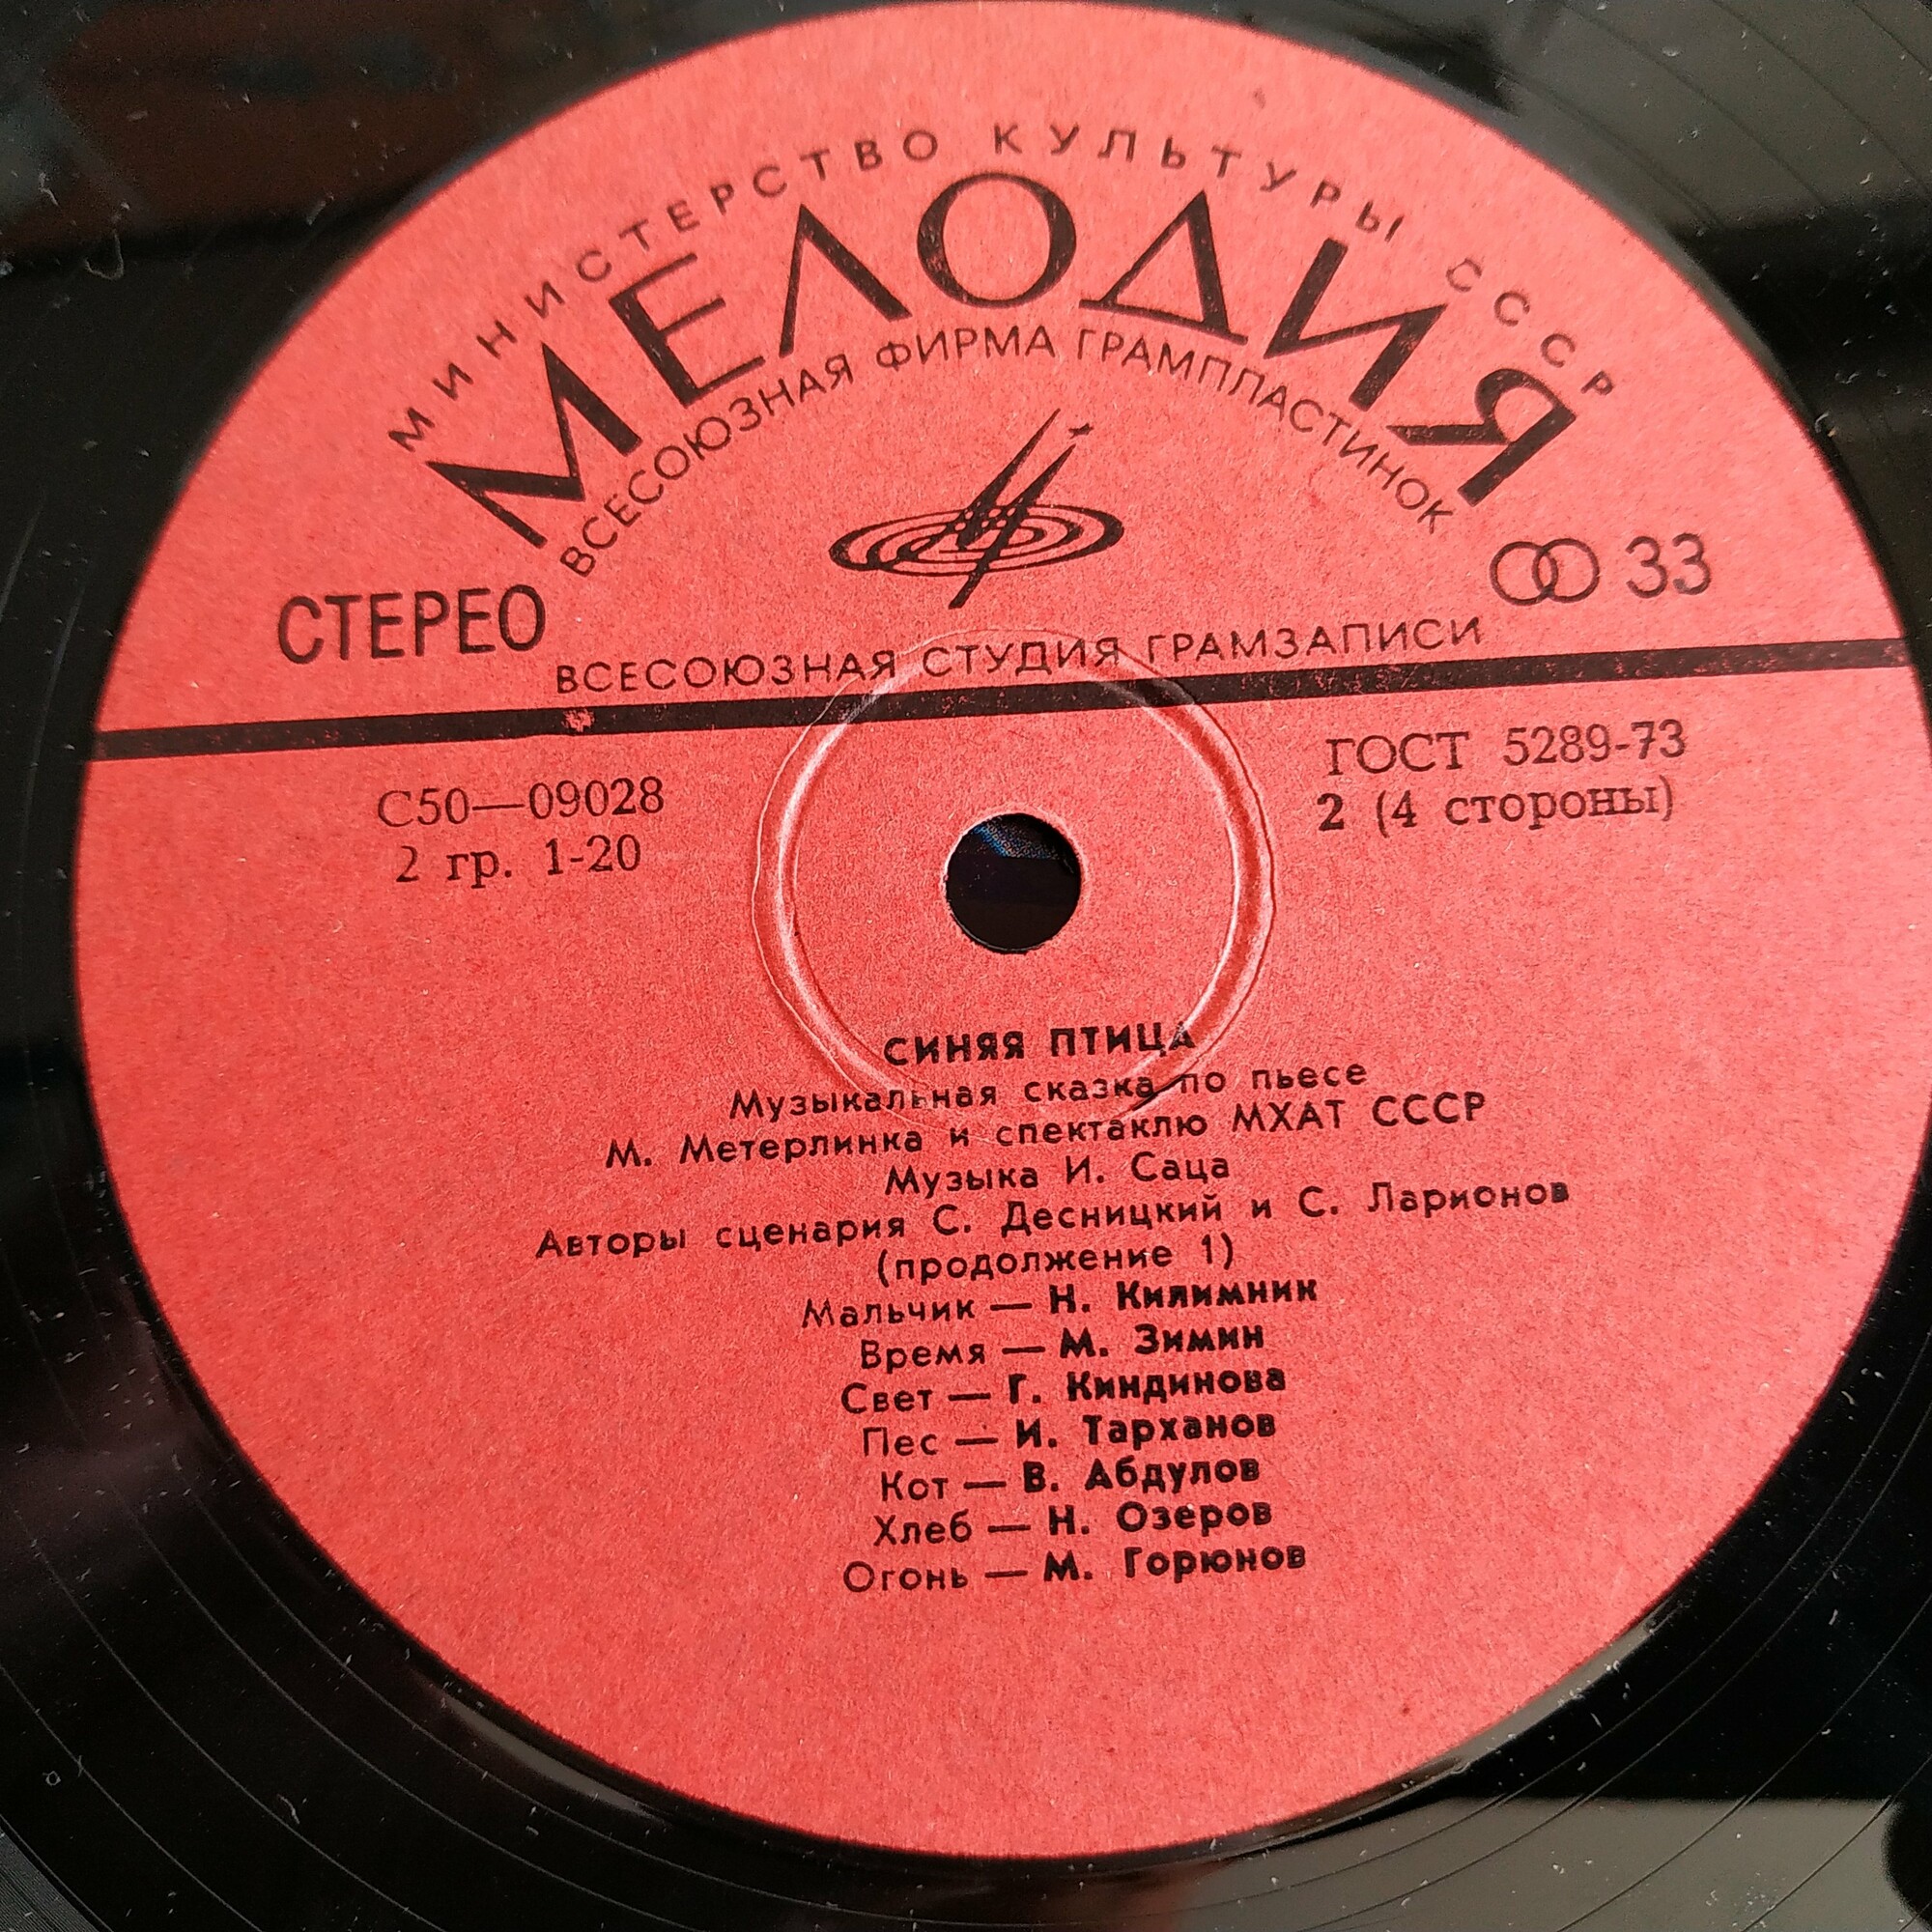 МИНИСТЕРСТВО КУЛЬТУРЫ СССР
МЕЛОДИЯ
ВСЕСОЮЗНАЯ ФИРМА ГРАМПЛАСТИНОК
СТЕРЕО
33
ВСЕСОЮЗНАЯ СТУДИЯ ГРАМЗАПИСИ
С50—09028
2 гр. 1-20
ГОСТ 5289-73
2 (4 стороны)
СИНЯЯ ПТИЦА
Музыкальная сказка по пьесе
М. Метерлинка и спектаклю МХАТ СССР
Музыка И. Саца
Авторы сценария С. Десницкий и С. Ларионов
(продолжение 1)
Мальчик — Н. Килимник
Время — М. Зимин
Свет — Г. Киндинова
Пес — И. Тарханов
Кот — В. Абдулов
Хлеб — Н. Озеров
Огонь — М. Горюнов